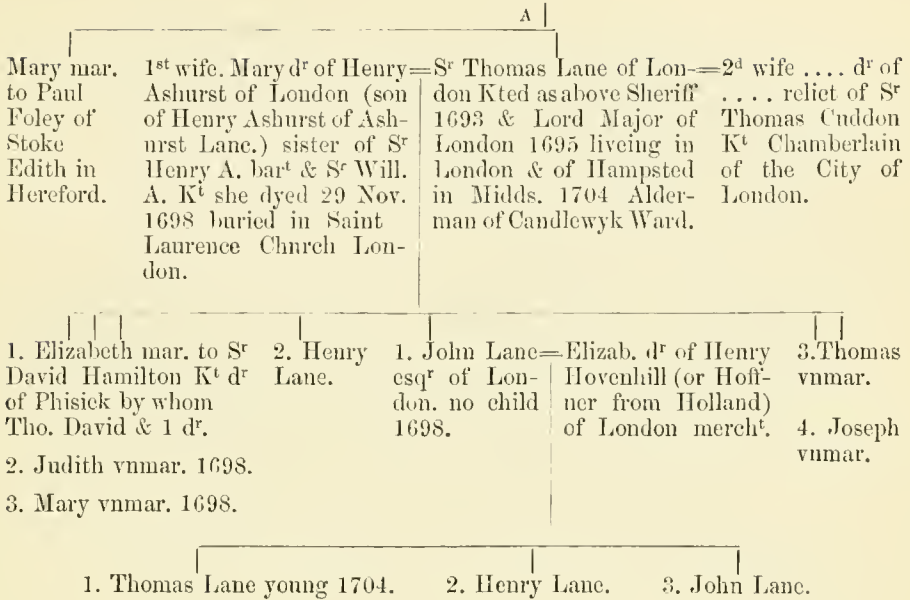 A
Mary mar.
to Paul
Foley of
Stoke
Edith in
Hereford.
1st wife. Mary dr of Henry=
Ashurst of London (son
of Henry Ashurst of Ash-
urst Lanc.) sister of Sr
Henry A. bart & Sr Will.
A. Kt she dyed 29 Nov.
1698 buried in Saint
Laurence Church Lon-
don.
Sr Thomas Lane of Lon-=
don Kted as above Sheriff
1693 & Lord Major of
London 1695 liveing in
London & of Hampsted
in Midds. 1704 Alder-
man of Candlewyk Ward.
2d wife .... dr of
.... relict of Sr
Thomas Cuddon
Kt Chamberlain
of the City of
London.
1. Elizabeth mar. to Sr
David Hamilton Kt dr
of Phisick by whom
Tho. David & 1 dr.
2. Judith vnmar. 1698.
3. Mary vnmar. 1698.
2. Henry
Lane.
1. John Lane=
esqr of Lon-
don. no child
1698.
Elizab. dr of Henry
Hovenhill (or Hoff-
ner from Holland)
of London mercht.
3. Thomas
vnmar.
4. Joseph
vnmar.
1. Thomas Lane young 1704. 2. Henry Lane. 3. John Lane.